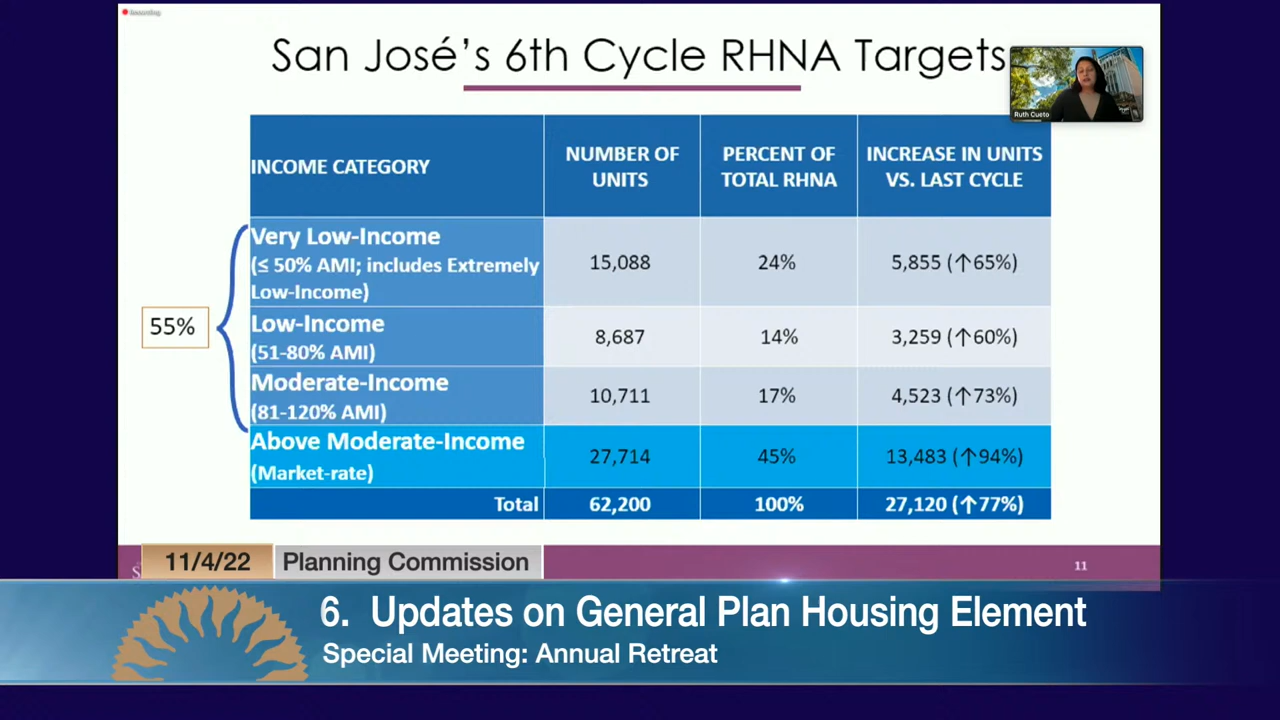 Recording
San José's 6th Cycle RHNA Targets
Ruth Cueto
INCOME CATEGORY
NUMBER OF
UNITS
PERCENT OF
TOTAL RHNA
INCREASE IN UNITS
VS. LAST CYCLE
Very Low-Income
(≤ 50% AMI; includes Extremely
Low-Income)
15,088
24%
5,855 (↑65%)
55%
Low-Income
(51-80% AMI)
8,687
14%
3,259 (↑60%)
Moderate-Income
(81-120% AMI)
10,711
17%
4,523 (↑73%)
Above Moderate-Income
(Market-rate)
27,714
45%
13,483 (↑94%)
Total
62,200
100%
27,120 (↑77%)
11
11/4/22
Planning Commission
6. Updates on General Plan Housing Element
Special Meeting: Annual Retreat